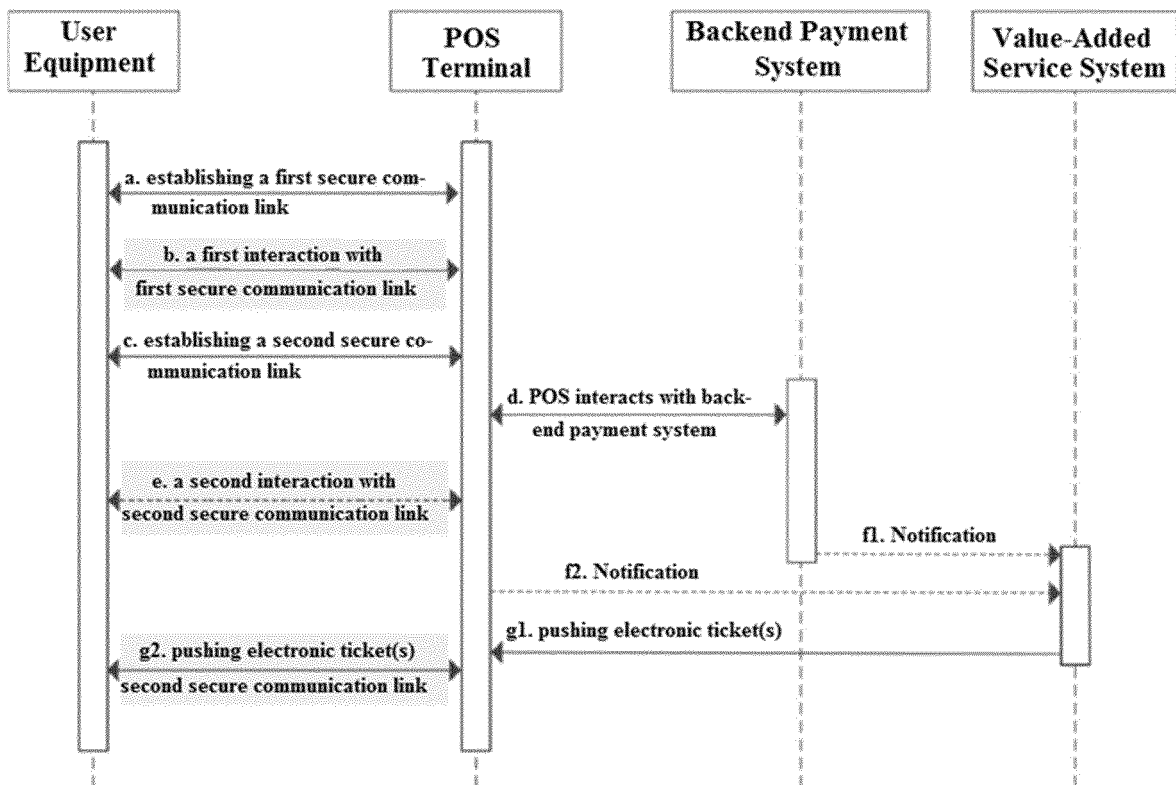 User
Equipment
POS
Terminal
Backend Payment
System
Value-Added
Service System
a. establishing a first secure com-
munication link
b. a first interaction with
first secure communication link
c. establishing a second secure co-
mmunication link
d. POS interacts with back-
end payment system
e. a second interaction with
second secure communication link
f1. Notification
f2. Notification
g1. pushing electronic ticket(s)
g2. pushing electronic ticket(s)
second secure communication link